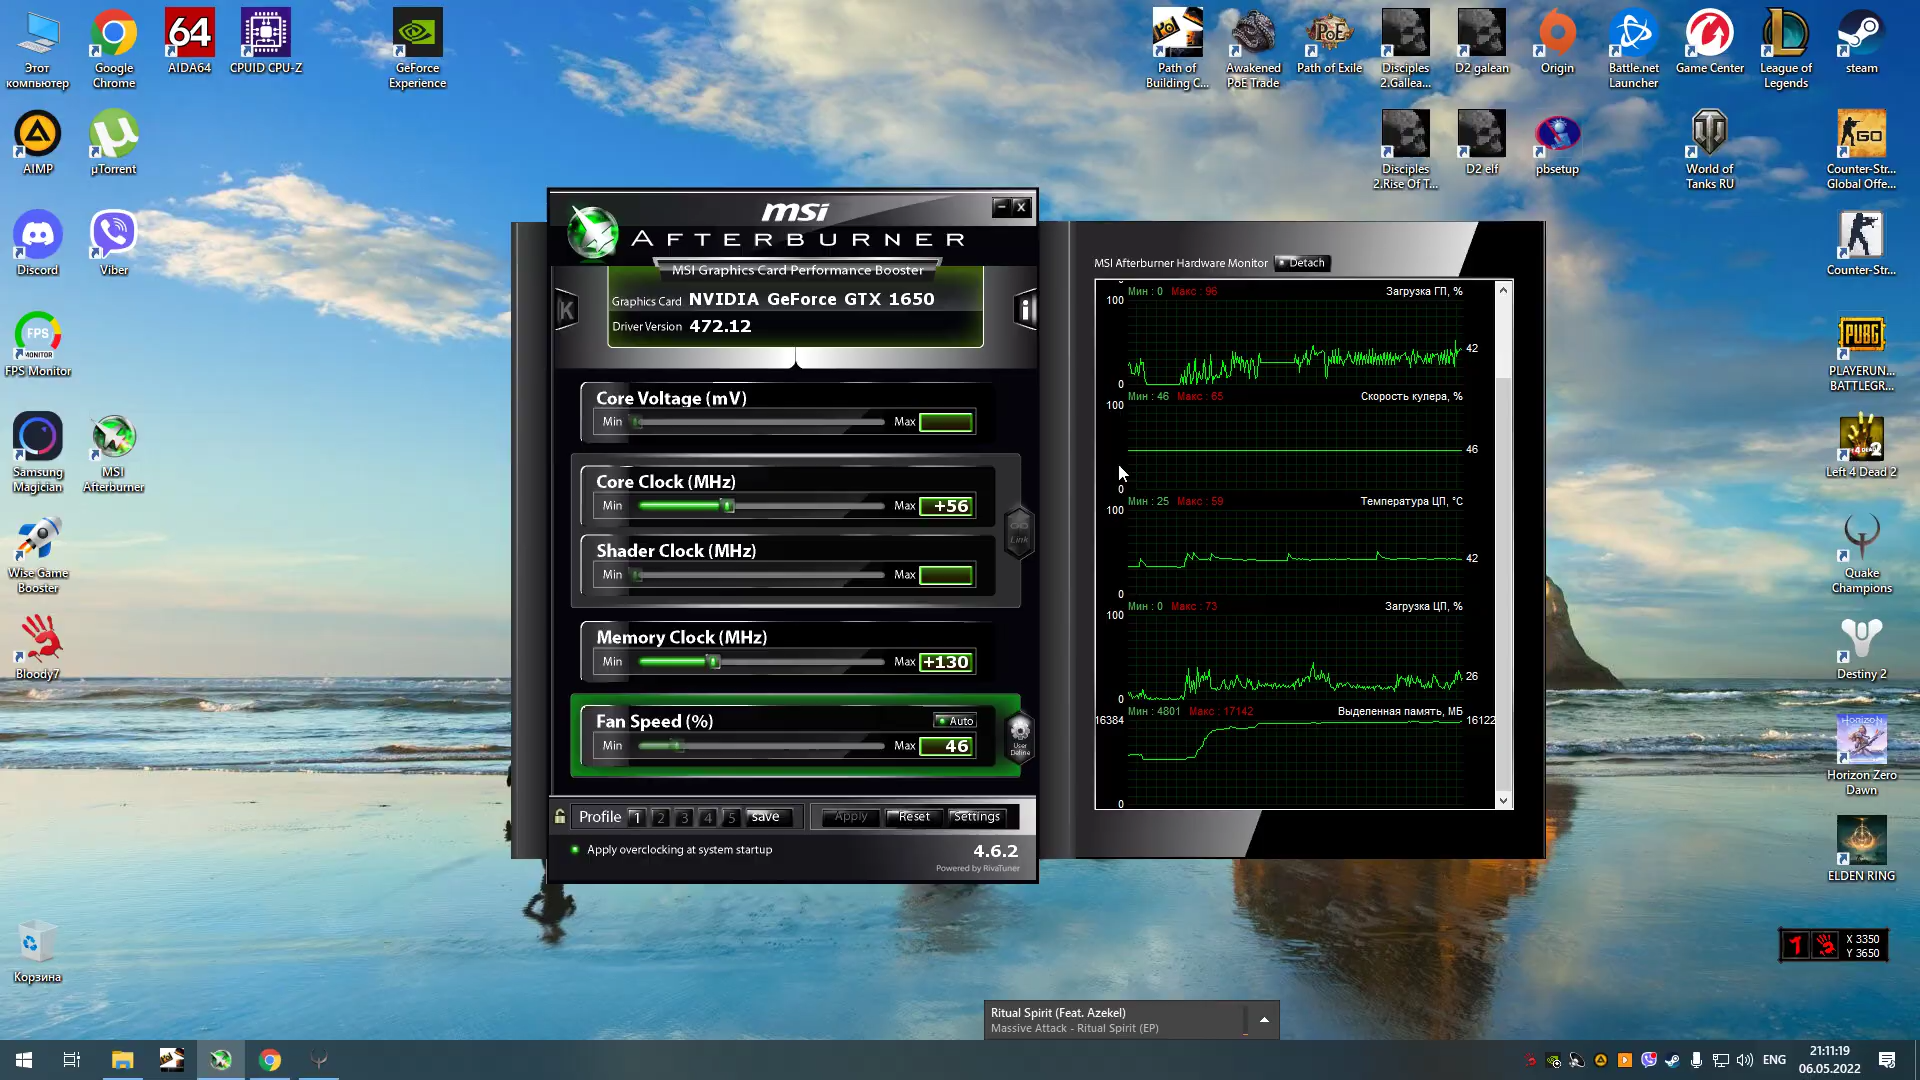 Этот
компьютер
Google
Chrome
64
AIDA64
CPUID CPU-Z
GeForce
Experience
Path of
Building C...
Awakened
PoE Trade
PoE
Path of Exile
Disciples
2.Gallea...
D2 galean
Origin
Battle.net
Launcher
Game Center
League of
Legends
steam
AIMP
µTorrent
Disciples
2.Rise Of T...
D2 elf
pbsetup
World of
Tanks RU
GO
Counter-Str...
Global Offe...
Discord
Viber
Counter-Str...
FPS
MONITOR
FPS Monitor
PUBG
PLAYERUN...
BATTLEGR...
Samsung
Magician
MSI
Afterburner
Left 4 Dead 2
Wise Game
Booster
Quake
Champions
Bloody7
Destiny 2
HORIZON
Horizon Zero
Dawn
ELDEN RING
Корзина
msi
AFTERBURNER
MSI Graphics Card Performance Booster
K
i
Graphics Card NVIDIA GeForce GTX 1650
Driver Version 472.12
Core Voltage (mV)
Min Max
Core Clock (MHz)
Min Max +56
Link
Shader Clock (MHz)
Min Max
Memory Clock (MHz)
Min Max +130
Fan Speed (%)
Auto
Min Max 46
User
Define
Profile 1 2 3 4 5 save
Apply Reset Settings
Apply overclocking at system startup
4.6.2
Powered by RivaTuner
MSI Afterburner Hardware Monitor Detach
Мин : 0 Макс : 96 Загрузка ГП, %
100
42
0
Мин : 46 Макс : 65 Скорость кулера, %
100
46
0
Мин : 25 Макс : 59 Температура ЦП, °C
100
42
0
Мин : 0 Макс : 73 Загрузка ЦП, %
100
26
0
Мин : 4801 Макс : 17142 Выделенная память, МБ
16384
16122
0
X 3350
Y 3650
Ritual Spirit (Feat. Azekel)
Massive Attack - Ritual Spirit (EP)
ENG
21:11:19
06.05.2022